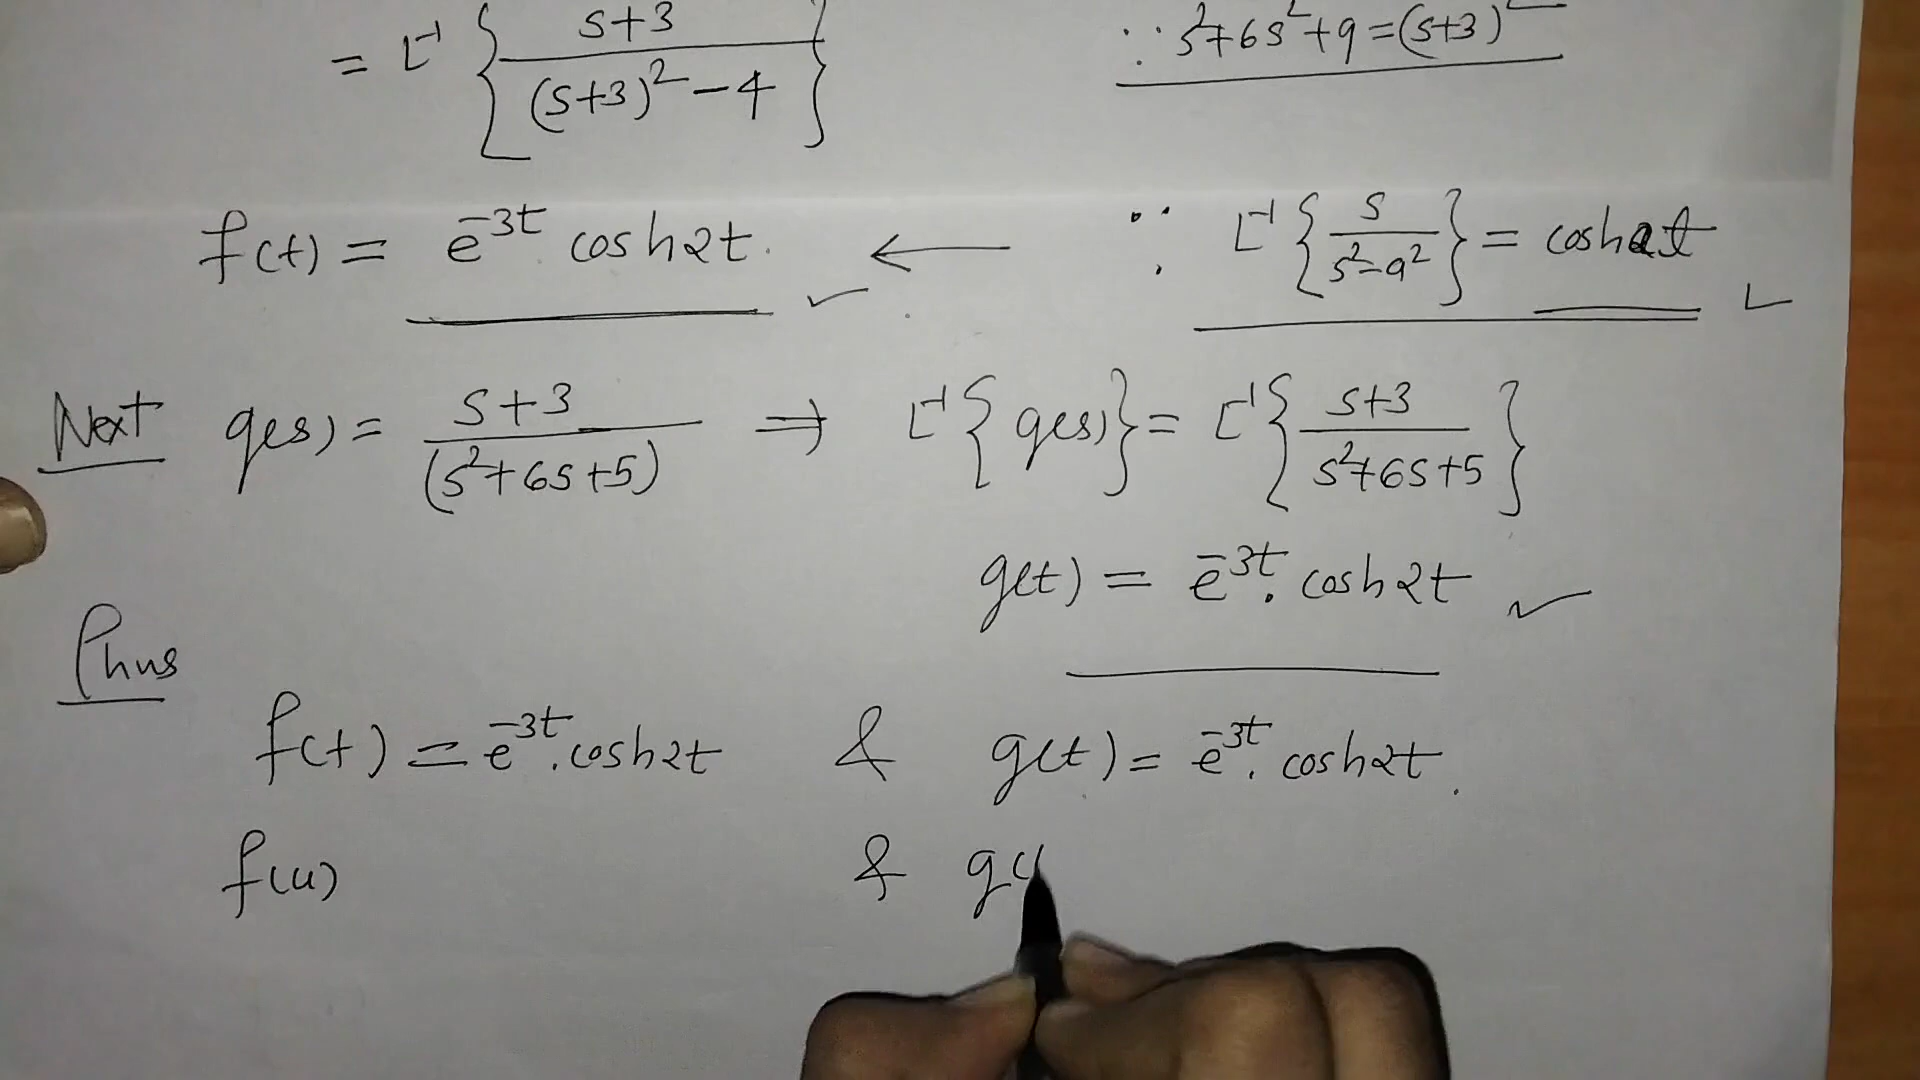 = L⁻¹ { s+3 / (s+3)² - 4 } ∵ s²+6s²+9=(s+3)²
f(t) = e⁻³ᵗ. cosh2t. ← ∵ L⁻¹ { s / s²-a² } = coshat
Next g(s) = s+3 / (s²+6s+5) ⇒ L⁻¹{ g(s) } = L⁻¹{ s+3 / s²+6s+5 }
g(t) = e⁻³ᵗ. cosh2t
Thus
f(t) = e⁻³ᵗ. cosh2t & g(t) = e⁻³ᵗ. cosh2t.
f(u) & g(